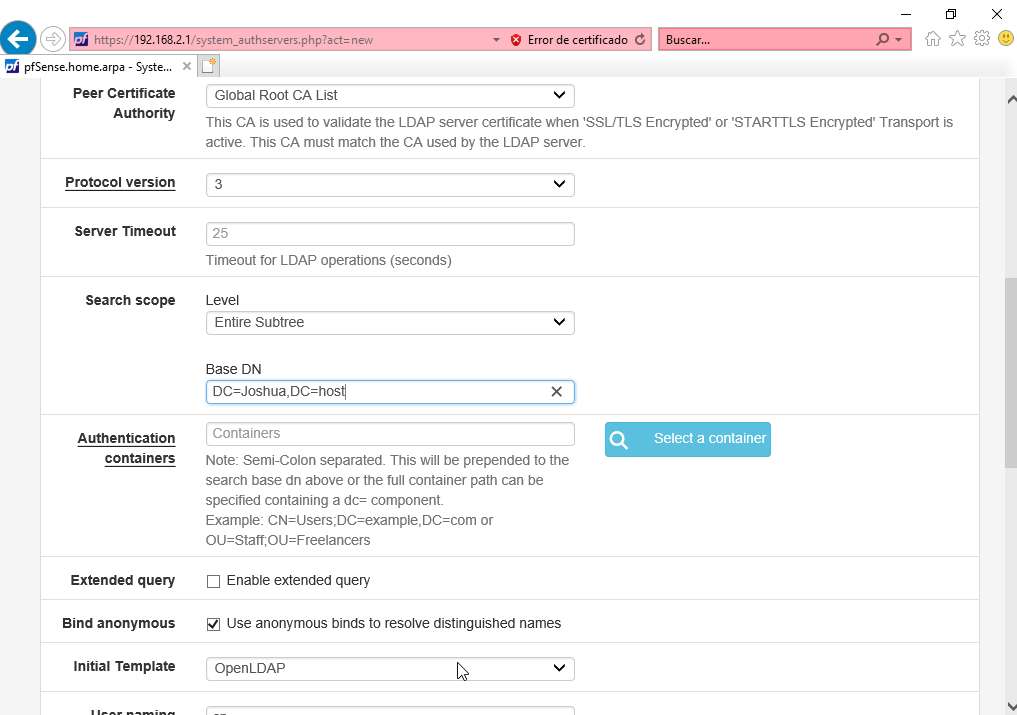 https://192.168.2.1/system_authservers.php?act=new
Error de certificado
Buscar...
pfSense.home.arpa - Syste...
Peer Certificate
Authority
Global Root CA List
This CA is used to validate the LDAP server certificate when 'SSL/TLS Encrypted' or 'STARTTLS Encrypted' Transport is
active. This CA must match the CA used by the LDAP server.
Protocol version
3
Server Timeout
25
Timeout for LDAP operations (seconds)
Search scope
Level
Entire Subtree
Base DN
DC=Joshua,DC=host
Authentication
containers
Containers
Select a container
Note: Semi-Colon separated. This will be prepended to the
search base dn above or the full container path can be
specified containing a dc= component.
Example: CN=Users;DC=example,DC=com or
OU=Staff;OU=Freelancers
Extended query
Enable extended query
Bind anonymous
Use anonymous binds to resolve distinguished names
Initial Template
OpenLDAP
User naming